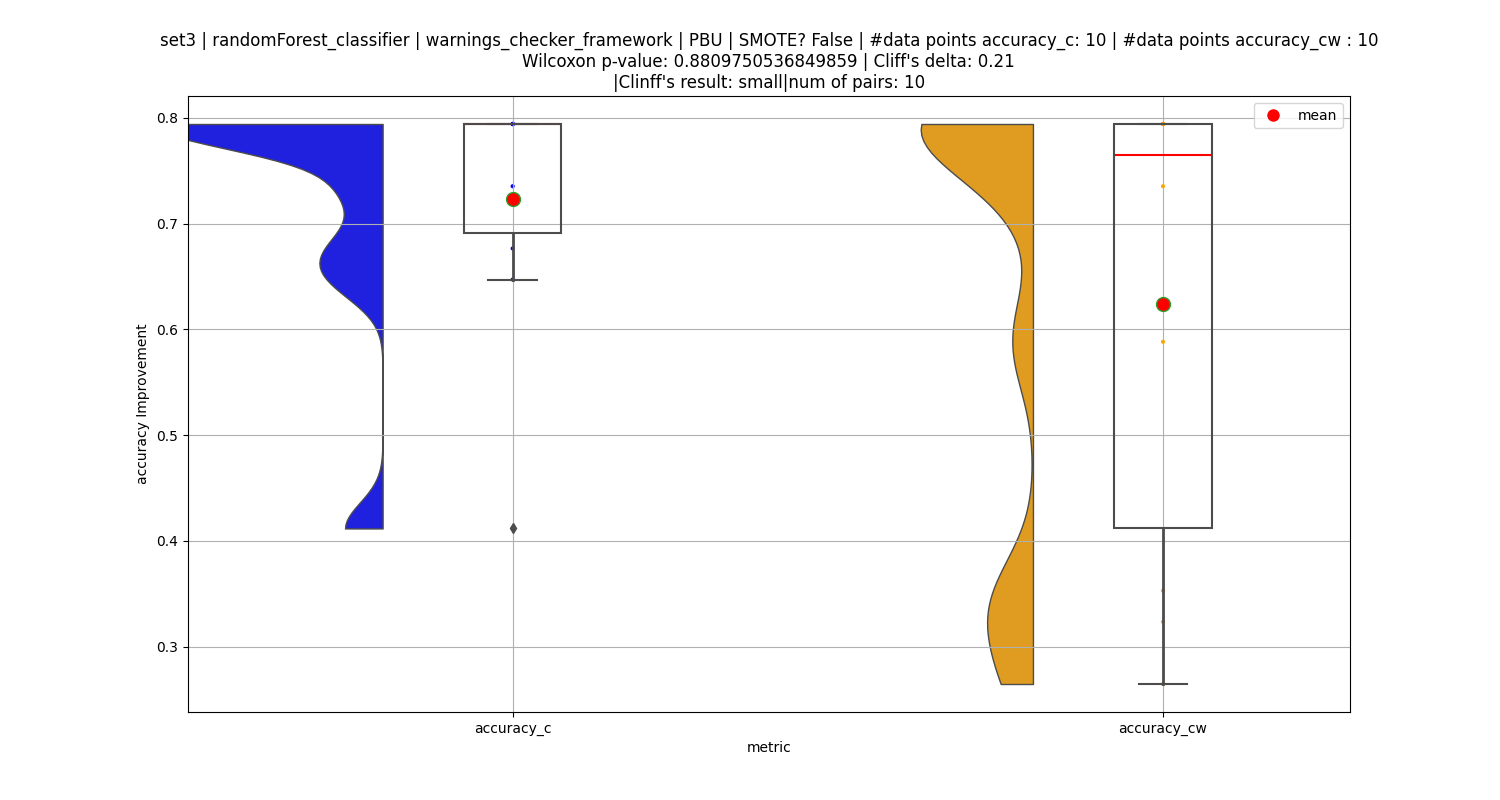 set3 | randomForest_classifier | warnings_checker_framework | PBU | SMOTE? False | #data points accuracy_c: 10 | #data points accuracy_cw : 10
Wilcoxon p-value: 0.8809750536849859 | Cliff's delta: 0.21
|Clinff's result: small|num of pairs: 10
mean
0.8
0.7
0.6
0.5
0.4
0.3
accuracy Improvement
accuracy_c
accuracy_cw
metric